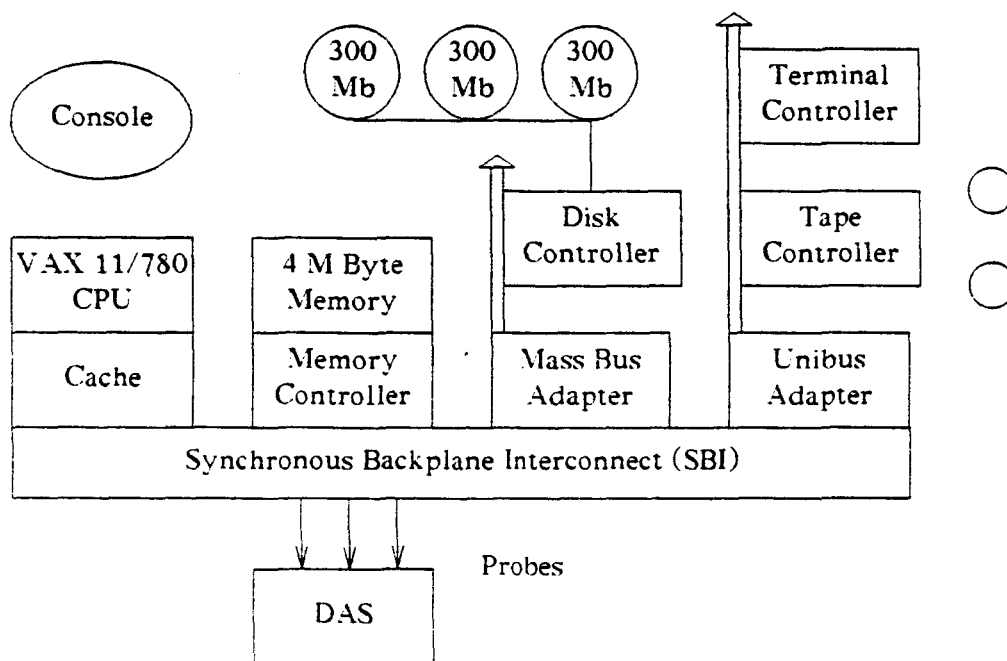 300
Mb
300
Mb
300
Mb
Console
Terminal
Controller
Disk
Controller
Tape
Controller
VAX 11/780
CPU
4 M Byte
Memory
Cache
Memory
Controller
Mass Bus
Adapter
Unibus
Adapter
Synchronous Backplane Interconnect (SBI)
Probes
DAS